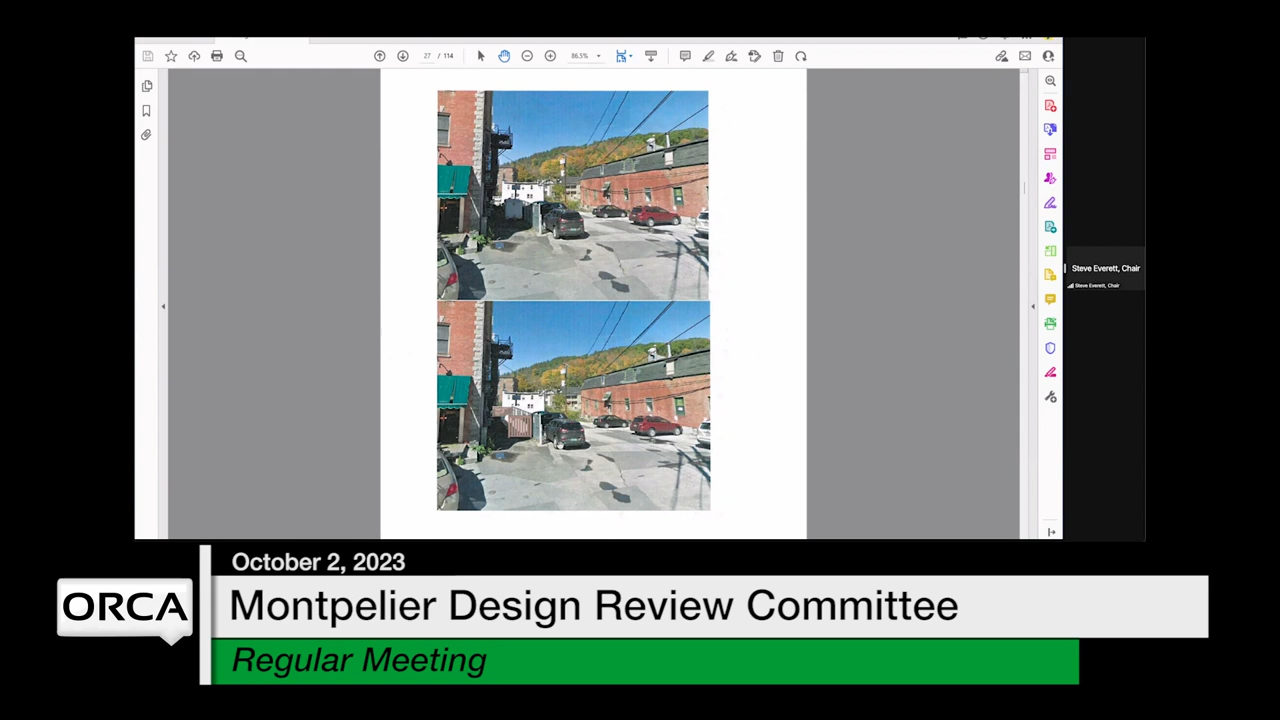 27 / 114
86.5%
Steve Everett, Chair
Steve Everett, Chair
October 2, 2023
ORCA
Montpelier Design Review Committee
Regular Meeting